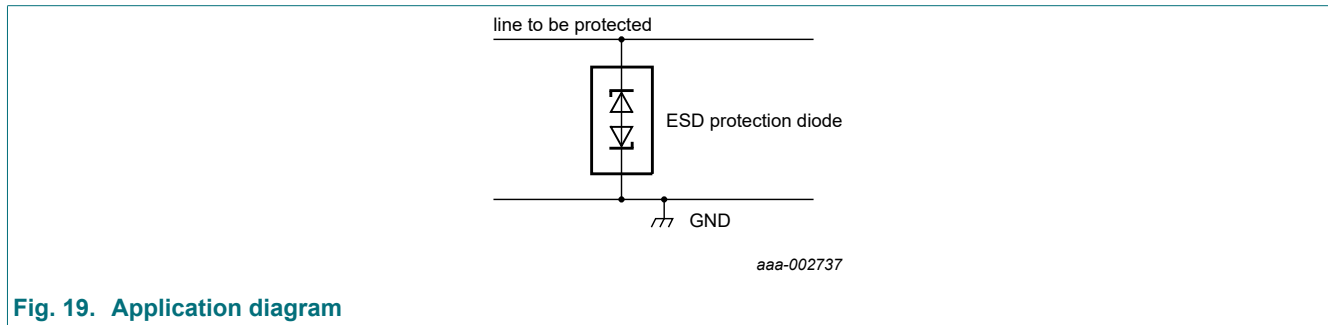 line to be protected
ESD protection diode
GND
aaa-002737
Fig. 19. Application diagram